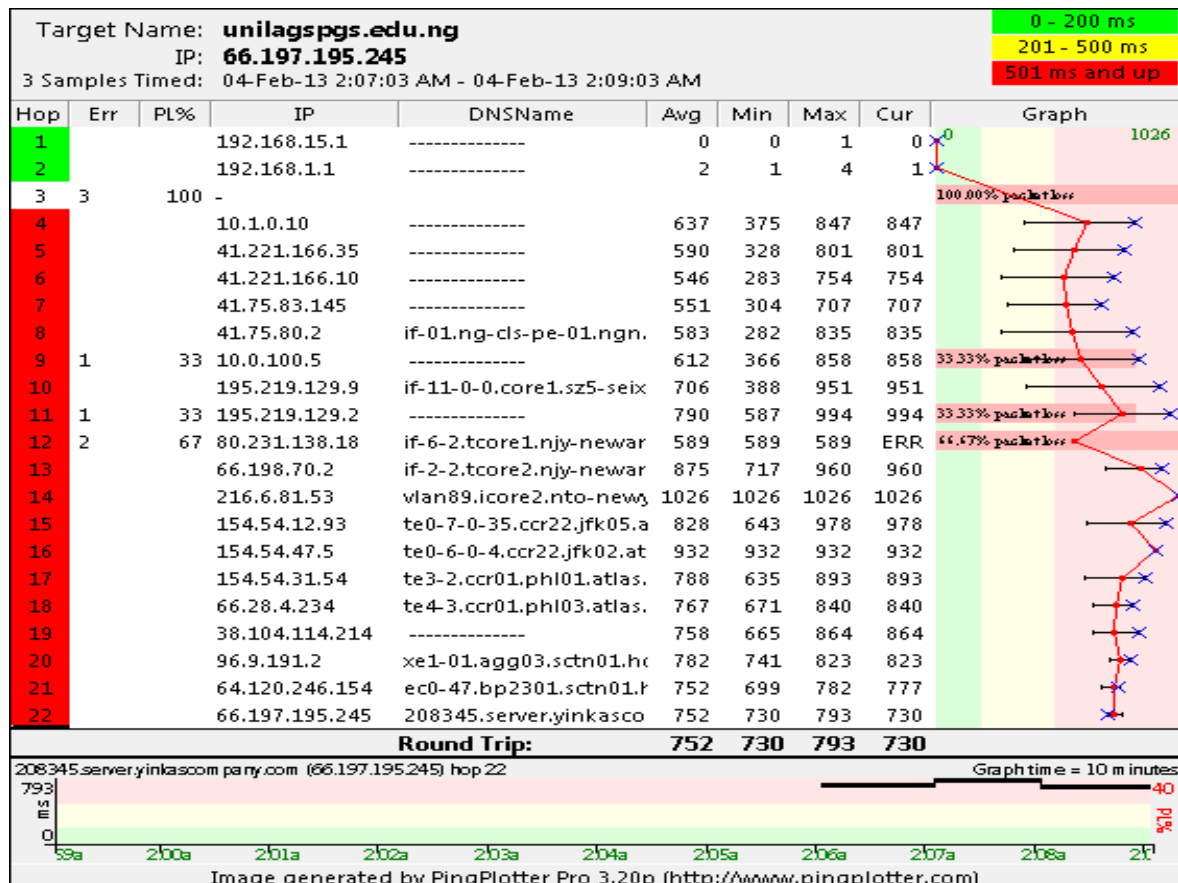 Target Name: unilagspgs.edu.ng
IP: 66.197.195.245
3 Samples Timed: 04-Feb-13 2:07:03 AM - 04-Feb-13 2:09:03 AM
0 - 200 ms
201 - 500 ms
501 ms and up
Hop Err PL% IP DNSName Avg Min Max Cur Graph
1 192.168.15.1 -------------- 0 0 1 0 0 1026
2 192.168.1.1 -------------- 2 1 4 1
3 3 100 - 100.00% packet loss
4 10.1.0.10 -------------- 637 375 847 847
5 41.221.166.35 -------------- 590 328 801 801
6 41.221.166.10 -------------- 546 283 754 754
7 41.75.83.145 -------------- 551 304 707 707
8 41.75.80.2 if-01.ng-cls-pe-01.ngn. 583 282 835 835
9 1 33 10.0.100.5 -------------- 612 366 858 858 33.33% packet loss
10 195.219.129.9 if-11-0-0.core1.sz5-seix 706 388 951 951
11 1 33 195.219.129.2 -------------- 790 587 994 994 33.33% packet loss
12 2 67 80.231.138.18 if-6-2.tcore1.njy-newar 589 589 589 ERR 66.67% packet loss
13 66.198.70.2 if-2-2.tcore2.njy-newar 875 717 960 960
14 216.6.81.53 vlan89.icore2.nto-newy 1026 1026 1026 1026
15 154.54.12.93 te0-7-0-35.ccr22.jfk05.a 828 643 978 978
16 154.54.47.5 te0-6-0-4.ccr22.jfk02.at 932 932 932 932
17 154.54.31.54 te3-2.ccr01.phl01.atlas. 788 635 893 893
18 66.28.4.234 te4-3.ccr01.phl03.atlas. 767 671 840 840
19 38.104.114.214 -------------- 758 665 864 864
20 96.9.191.2 xe1-01.agg03.sctn01.hc 782 741 823 823
21 64.120.246.154 ec0-47.bp2301.sctn01.h 752 699 782 777
22 66.197.195.245 208345.server.yinkasco 752 730 793 730
Round Trip: 752 730 793 730
208345.server.yinkascompany.com (66.197.195.245) hop 22 Graph time = 10 minutes
793 40
ms PL%
0
59a 2:00a 2:01a 2:02a 2:03a 2:04a 2:05a 2:06a 2:07a 2:08a 2:0
Image generated by PingPlotter Pro 3.20p (http://www.pingplotter.com)